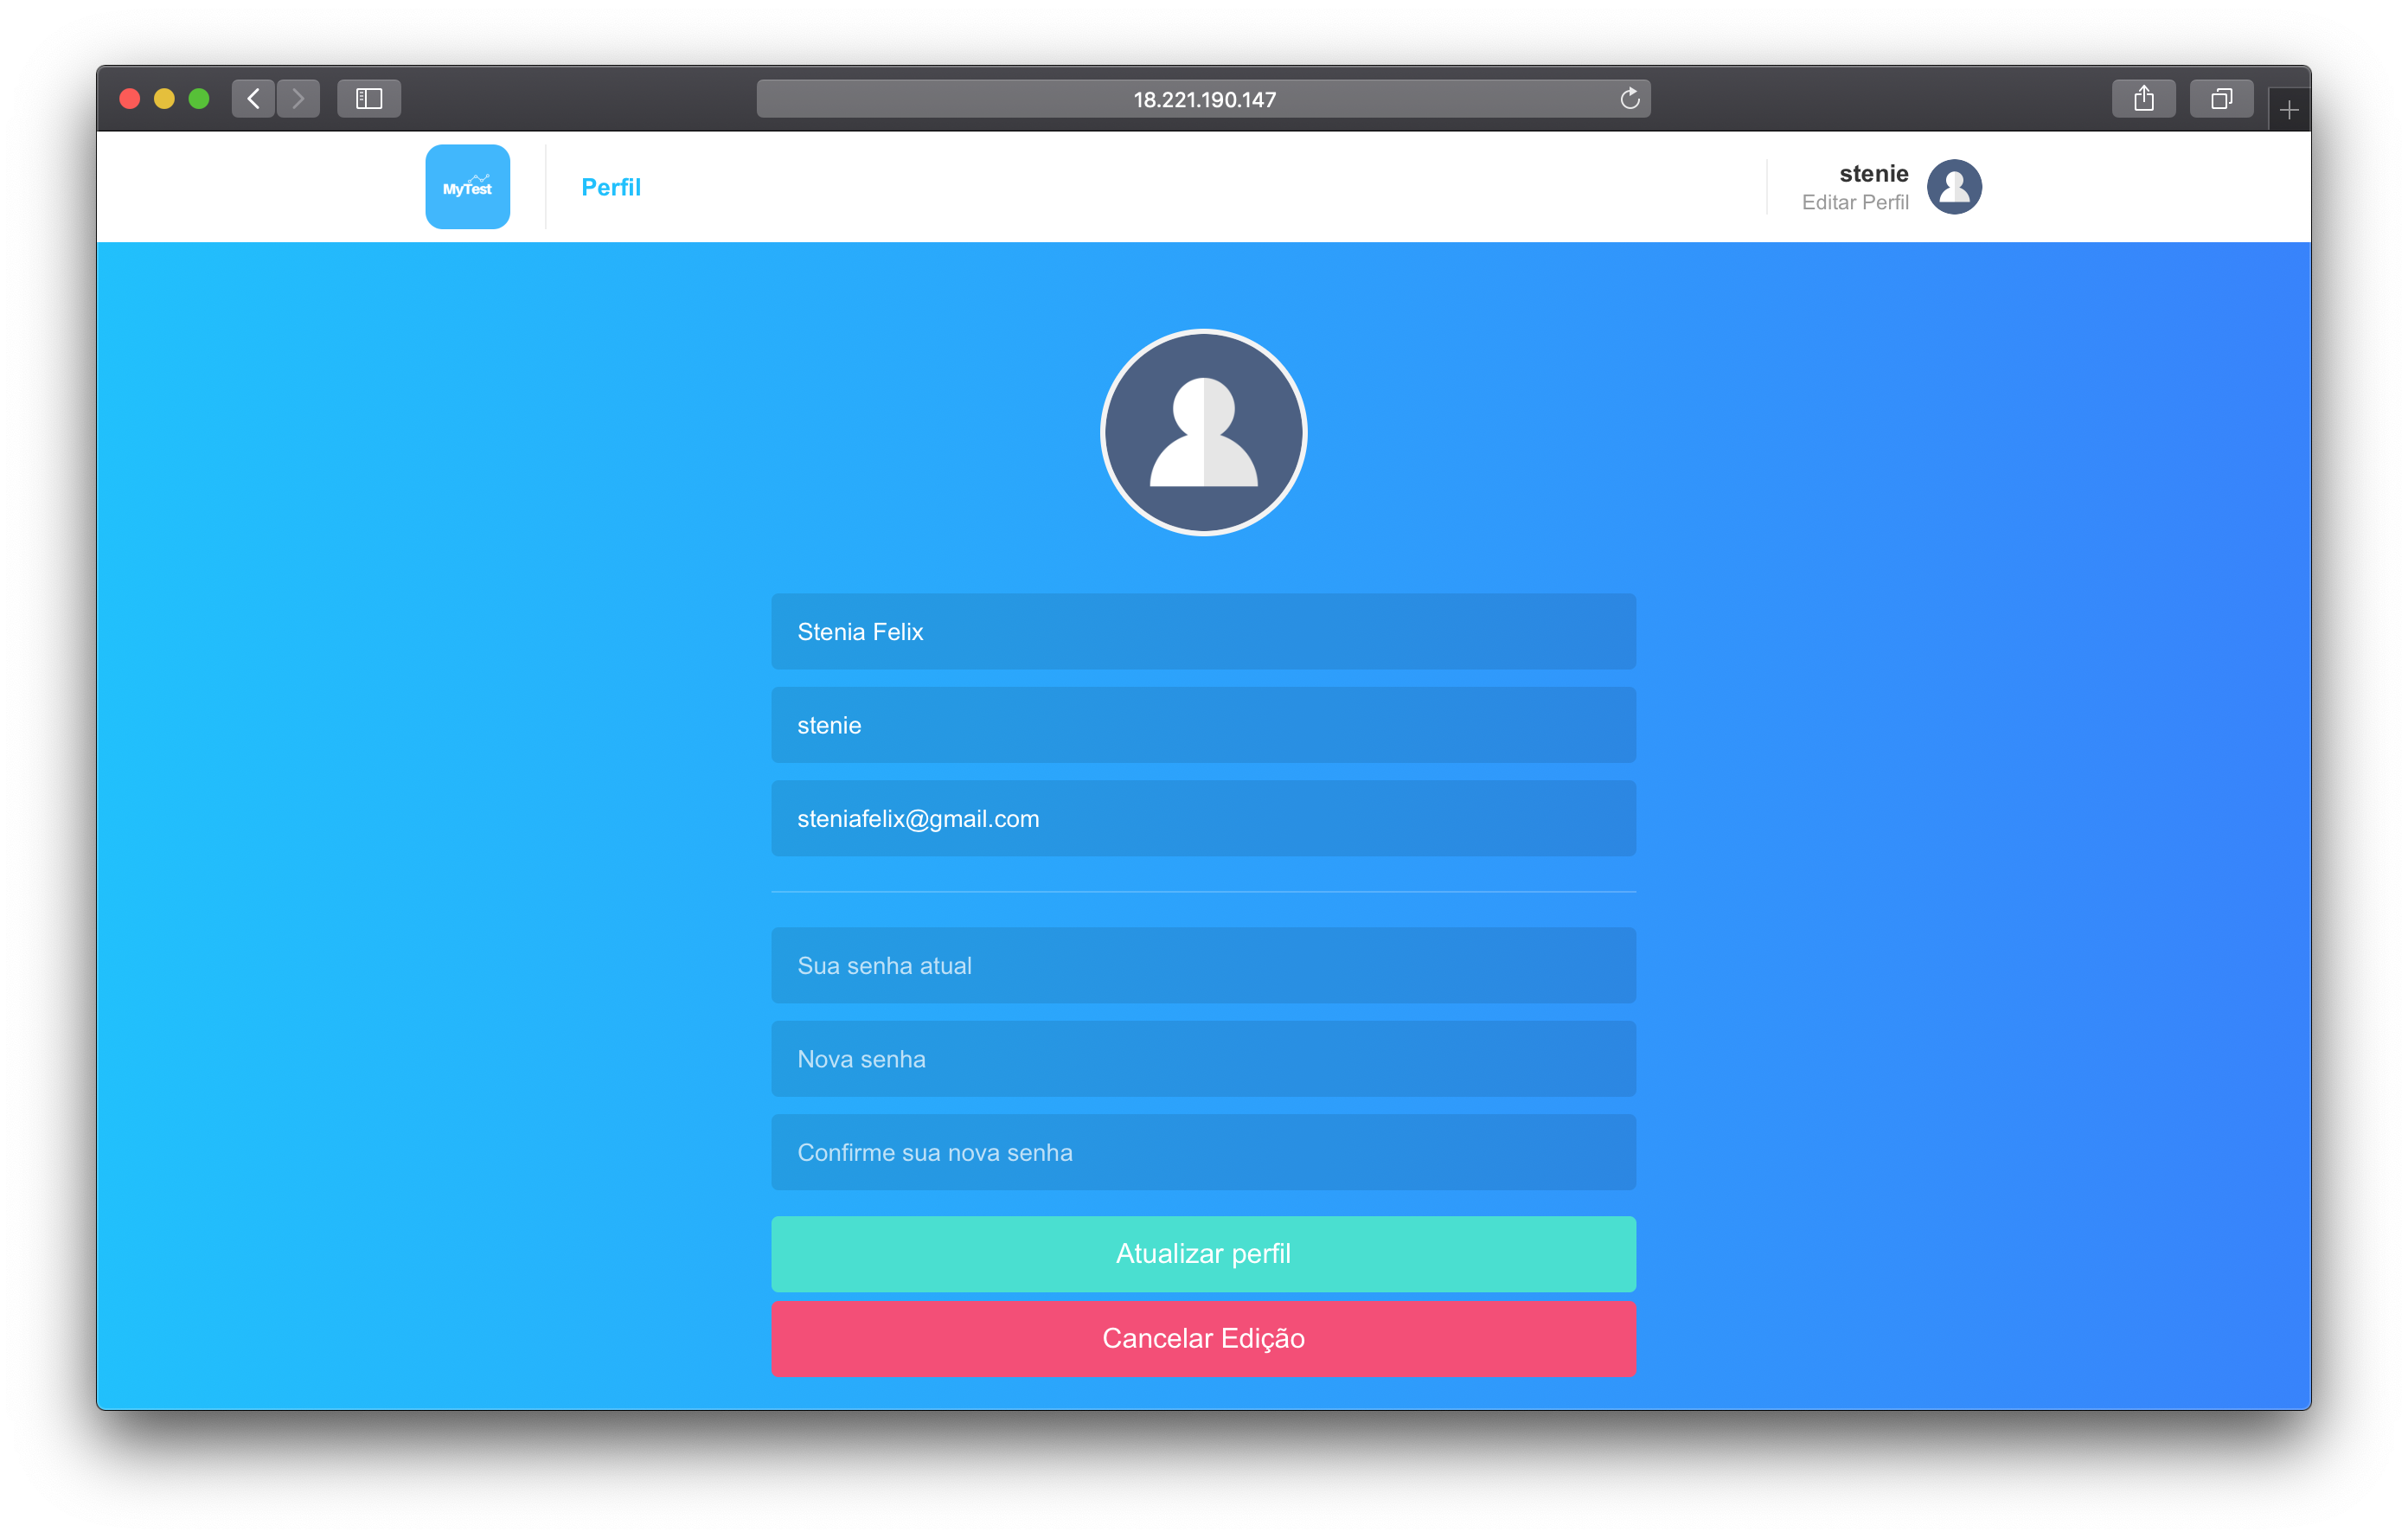 18.221.190.147
MyTest
Perfil
stenie
Editar Perfil
Stenia Felix
stenie
steniafelix@gmail.com
Sua senha atual
Nova senha
Confirme sua nova senha
Atualizar perfil
Cancelar Edição